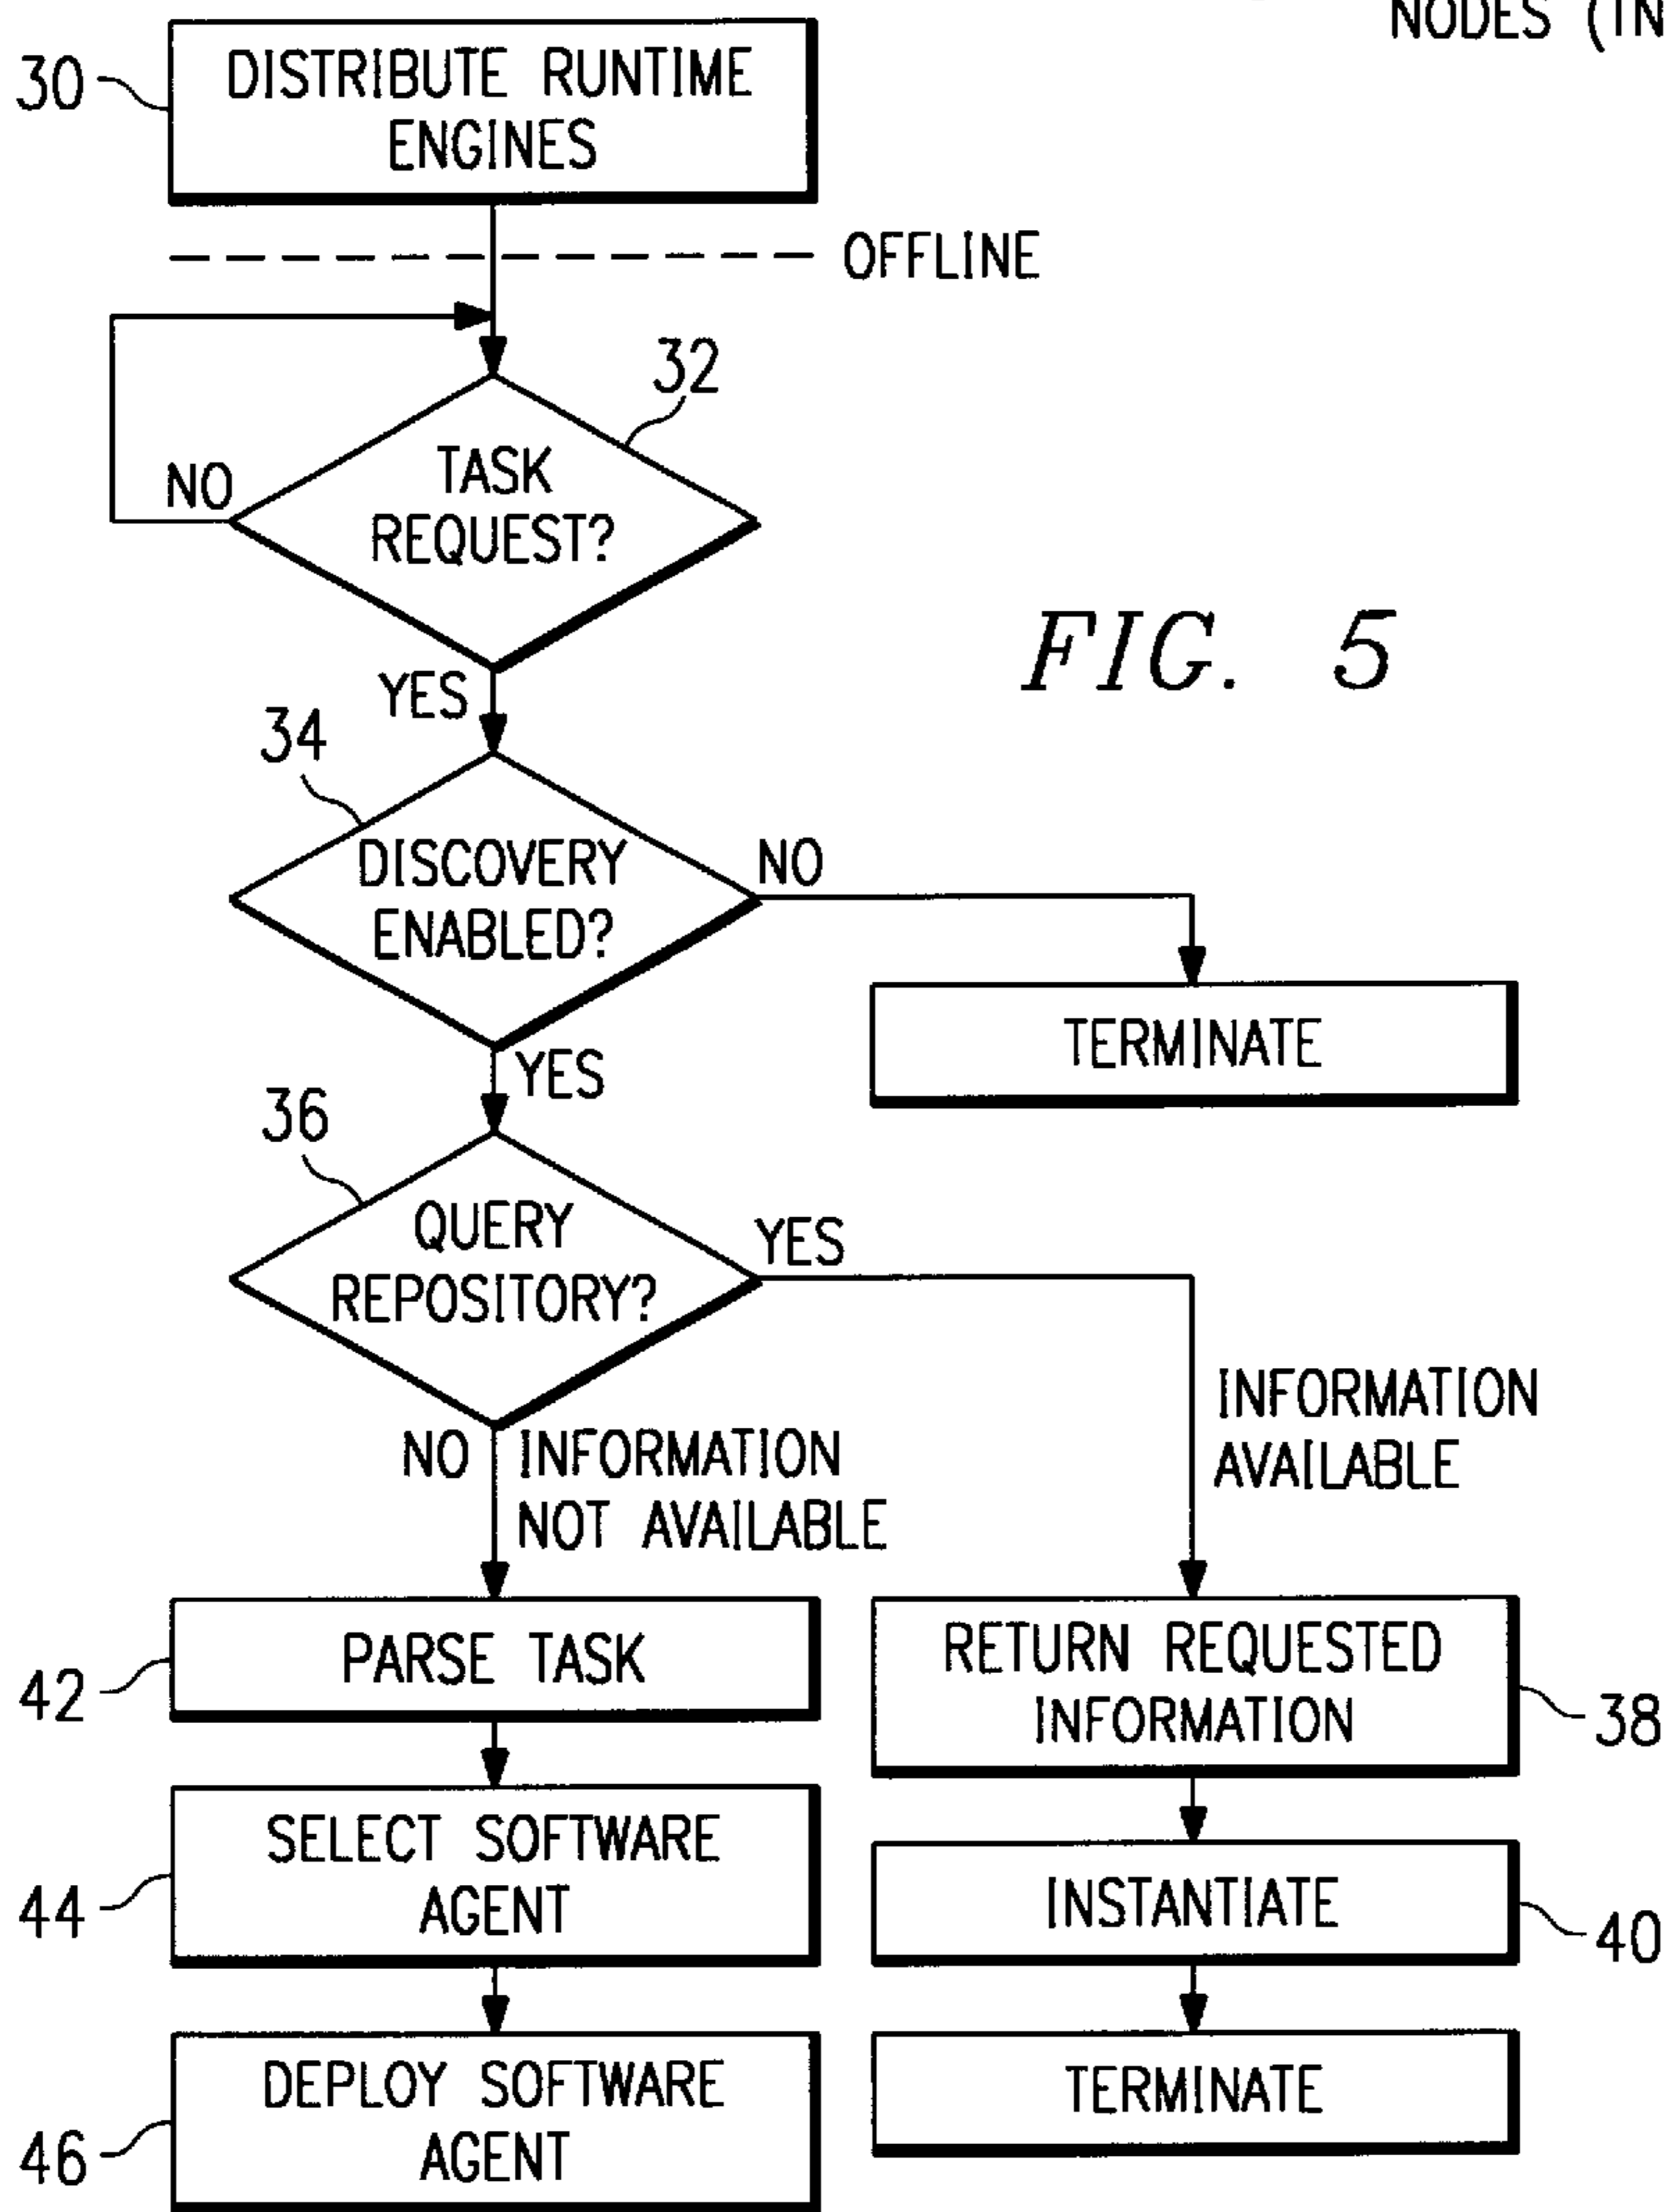 NODES (IN
30
DISTRIBUTE RUNTIME
ENGINES
OFFLINE
32
TASK
REQUEST?
NO
YES
FIG. 5
34
DISCOVERY
ENABLED?
NO
TERMINATE
YES
36
QUERY
REPOSITORY?
YES
INFORMATION
AVAILABLE
NO
INFORMATION
NOT AVAILABLE
42
PARSE TASK
RETURN REQUESTED
INFORMATION
38
44
SELECT SOFTWARE
AGENT
INSTANTIATE
40
46
DEPLOY SOFTWARE
AGENT
TERMINATE